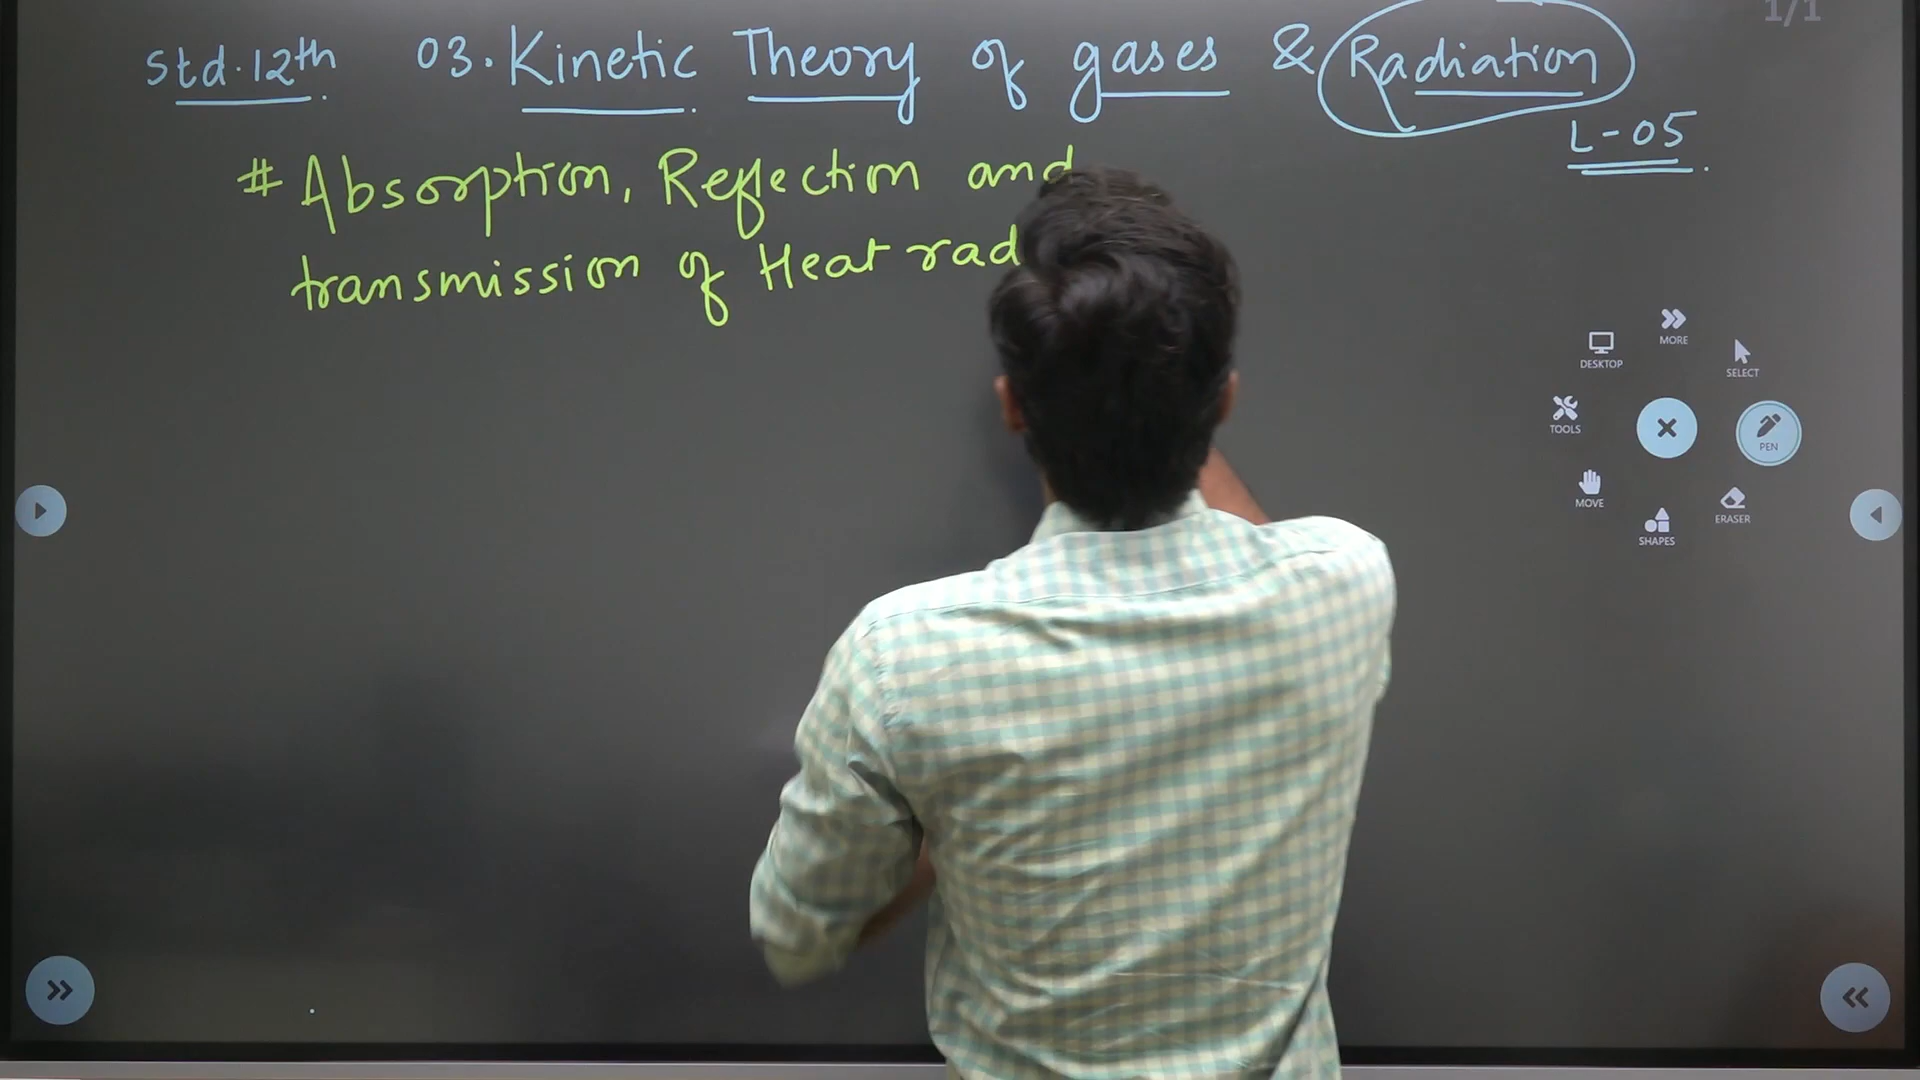 1/1
Std. 12th 03. Kinetic Theory of gases & Radiation
L-05
# Absorption, Reflection and
transmission of Heat rad
MORE
DESKTOP
SELECT
TOOLS
PEN
MOVE
ERASER
SHAPES